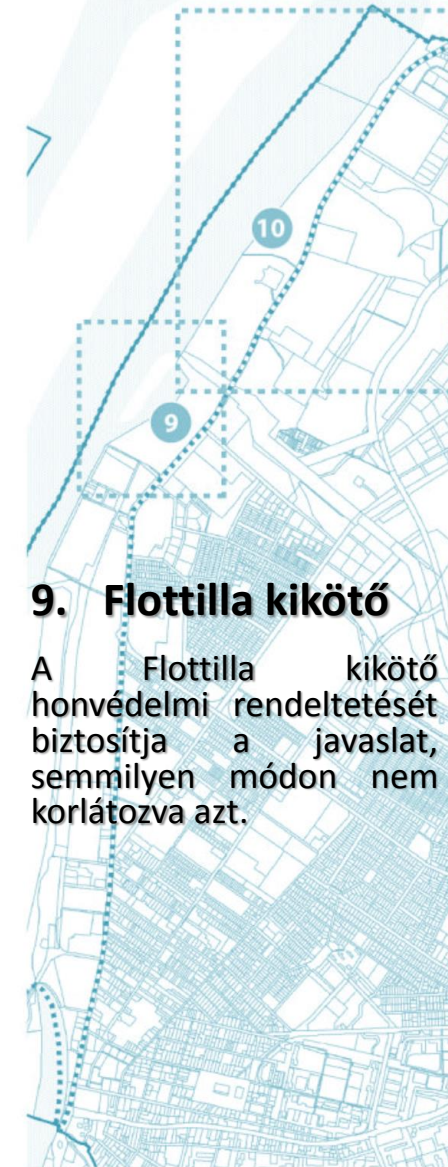 10
9
9. Flottilla kikötő
A Flottilla kikötő
honvédelmi rendeltetését
biztosítja a javaslat,
semmilyen módon nem
korlátozva azt.